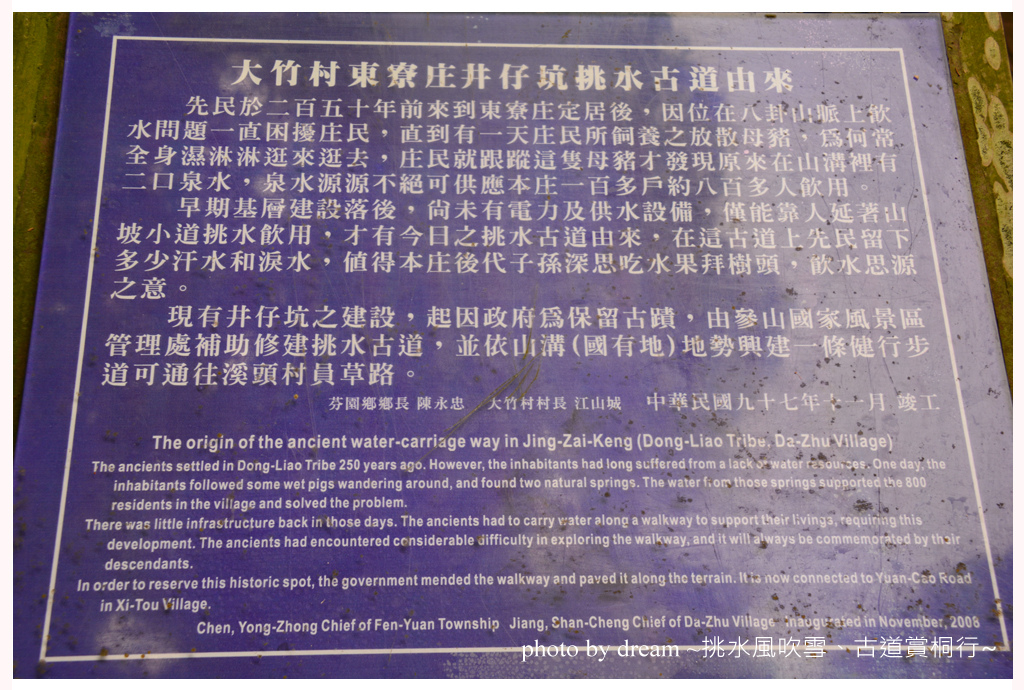 大竹村東寮庄井仔坑挑水古道由來
先民於二百五十年前來到東寮庄定居後，因位在八卦山脈上飲
水問題一直困擾庄民，直到有一天庄民所飼養之放散母豬，為何常
全身濕淋淋逛來逛去，庄民就跟蹤這隻母豬才發現原來在山溝裡有
二口泉水，泉水源源不絕可供應本庄一百多戶約八百多人飲用。
早期基層建設落後，尚未有電力及供水設備，僅能靠人延著山
坡小道挑水飲用，才有今日之挑水古道由來，在這古道上先民留下
多少汗水和淚水，值得本庄後代子孫深思吃水果拜樹頭，飲水思源
之意。
現有井仔坑之建設，起因政府為保留古蹟，由參山國家風景區
管理處補助修建挑水古道，並依山溝(國有地)地勢興建一條健行步
道可通往溪頭村員草路。
芬園鄉鄉長 陳永忠 大竹村村長 江山城 中華民國九十七年十一月 竣工
The origin of the ancient water-carriage way in Jing-Zai-Keng (Dong-Liao Tribe, Da-Zhu Village)
The ancients settled in Dong-Liao Tribe 250 years ago. However, the inhabitants had long suffered from a lack of water resources. One day, the
inhabitants followed some wet pigs wandering around, and found two natural springs. The water from those springs supported the 800
residents in the village and solved the problem.
There was little infrastructure back in those days. The ancients had to carry water along a walkway to support their livings, requiring this
development. The ancients had encountered considerable difficulty in exploring the walkway, and it will always be commemorated by their
descendants.
In order to reserve this historic spot, the government mended the walkway and paved it along the terrain. It is now connected to Yuan-Cao Road
in Xi-Tou Village.
Chen, Yong-Zhong Chief of Fen-Yuan Township Jiang, Shan-Cheng Chief of Da-Zhu Village Inaugurated in November, 2008
photo by dream ~挑水風吹雪、古道賞桐行~